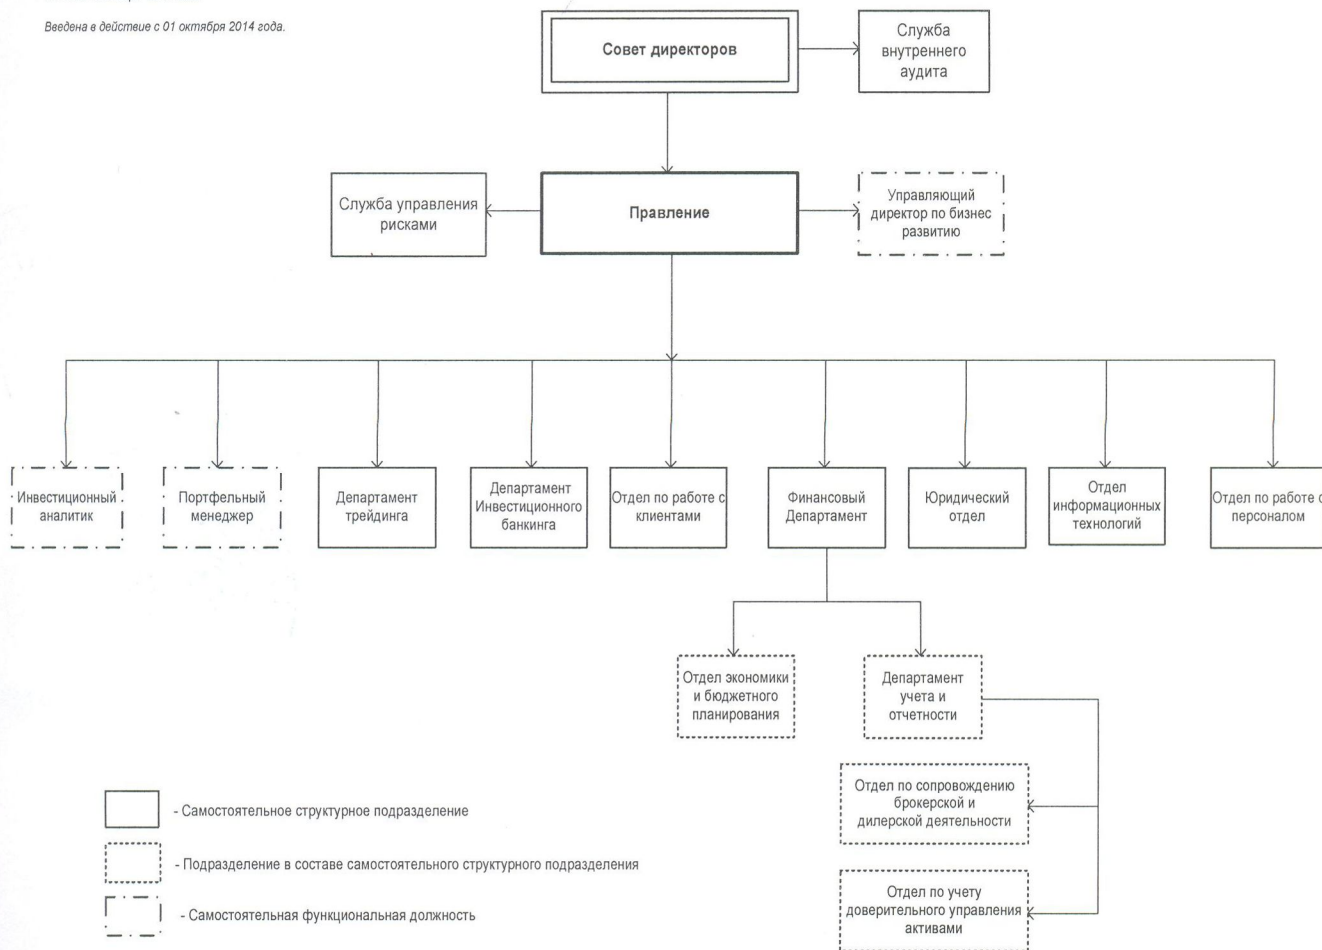 Введена в действие с 01 октября 2014 года.
Совет директоров
Служба
внутреннего
аудита
Служба управления
рисками
Правление
Управляющий
директор по бизнес
развитию
Инвестиционный
аналитик
Портфельный
менеджер
Департамент
трейдинга
Департамент
Инвестиционного
банкинга
Отдел по работе с
клиентами
Финансовый
Департамент
Юридический
отдел
Отдел
информационных
технологий
Отдел по работе с
персоналом
Отдел экономики
и бюджетного
планирования
Департамент
учета и
отчетности
Отдел по сопровождению
брокерской и
дилерской деятельности
Отдел по учету
доверительного управления
активами
- Самостоятельное структурное подразделение
- Подразделение в составе самостоятельного структурного подразделения
- Самостоятельная функциональная должность